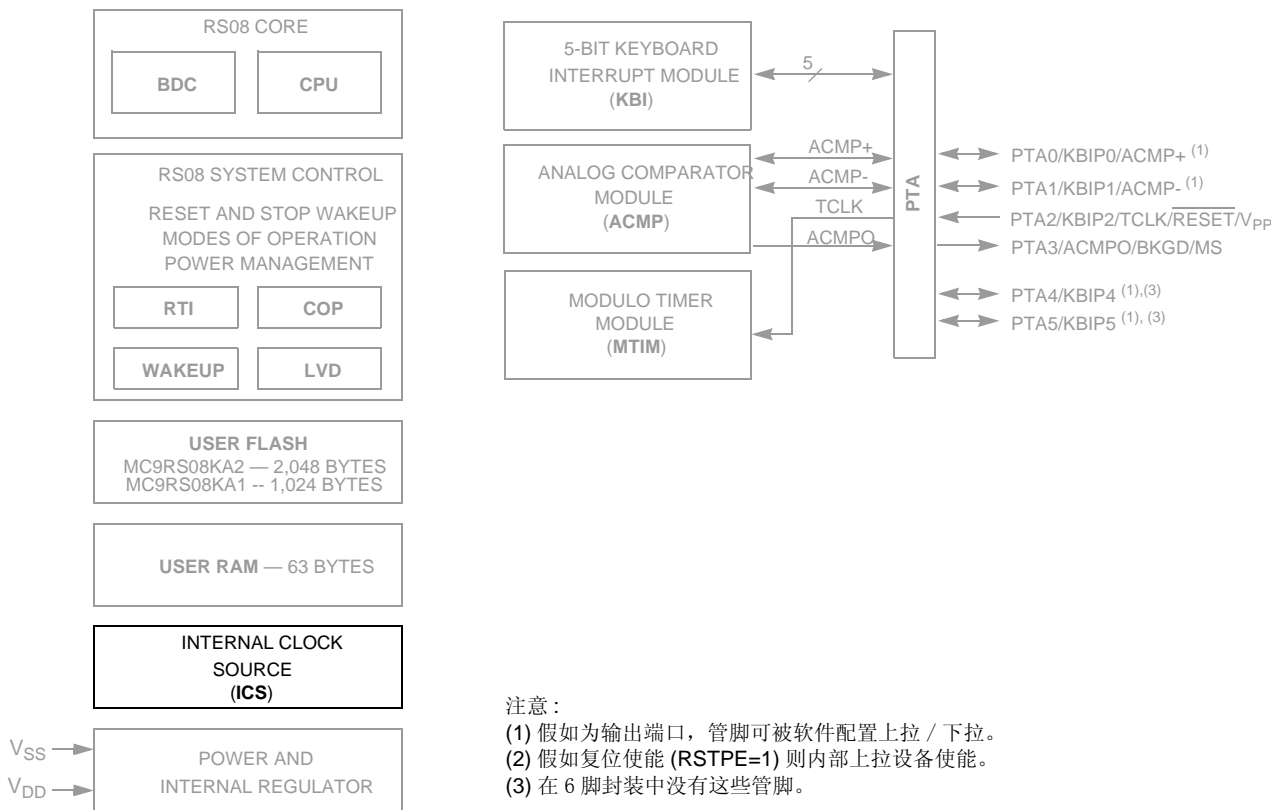 RS08 CORE
BDC
CPU
RS08 SYSTEM CONTROL
RESET AND STOP WAKEUP
MODES OF OPERATION
POWER MANAGEMENT
RTI
COP
WAKEUP
LVD
USER FLASH
MC9RS08KA2 — 2,048 BYTES
MC9RS08KA1 -- 1,024 BYTES
USER RAM — 63 BYTES
INTERNAL CLOCK
SOURCE
(ICS)
VSS
VDD
POWER AND
INTERNAL REGULATOR
5-BIT KEYBOARD
INTERRUPT MODULE
(KBI)
5
ANALOG COMPARATOR
MODULE
(ACMP)
ACMP+
ACMP-
TCLK
ACMPO
MODULO TIMER
MODULE
(MTIM)
PTA
PTA0/KBIP0/ACMP+ (1)
PTA1/KBIP1/ACMP- (1)
PTA2/KBIP2/TCLK/RESET/VPP
PTA3/ACMPO/BKGD/MS
PTA4/KBIP4 (1),(3)
PTA5/KBIP5 (1), (3)
注意:
(1) 假如为输出端口，管脚可被软件配置上拉 / 下拉。
(2) 假如复位使能 (RSTPE=1) 则内部上拉设备使能。
(3) 在 6 脚封装中没有这些管脚。